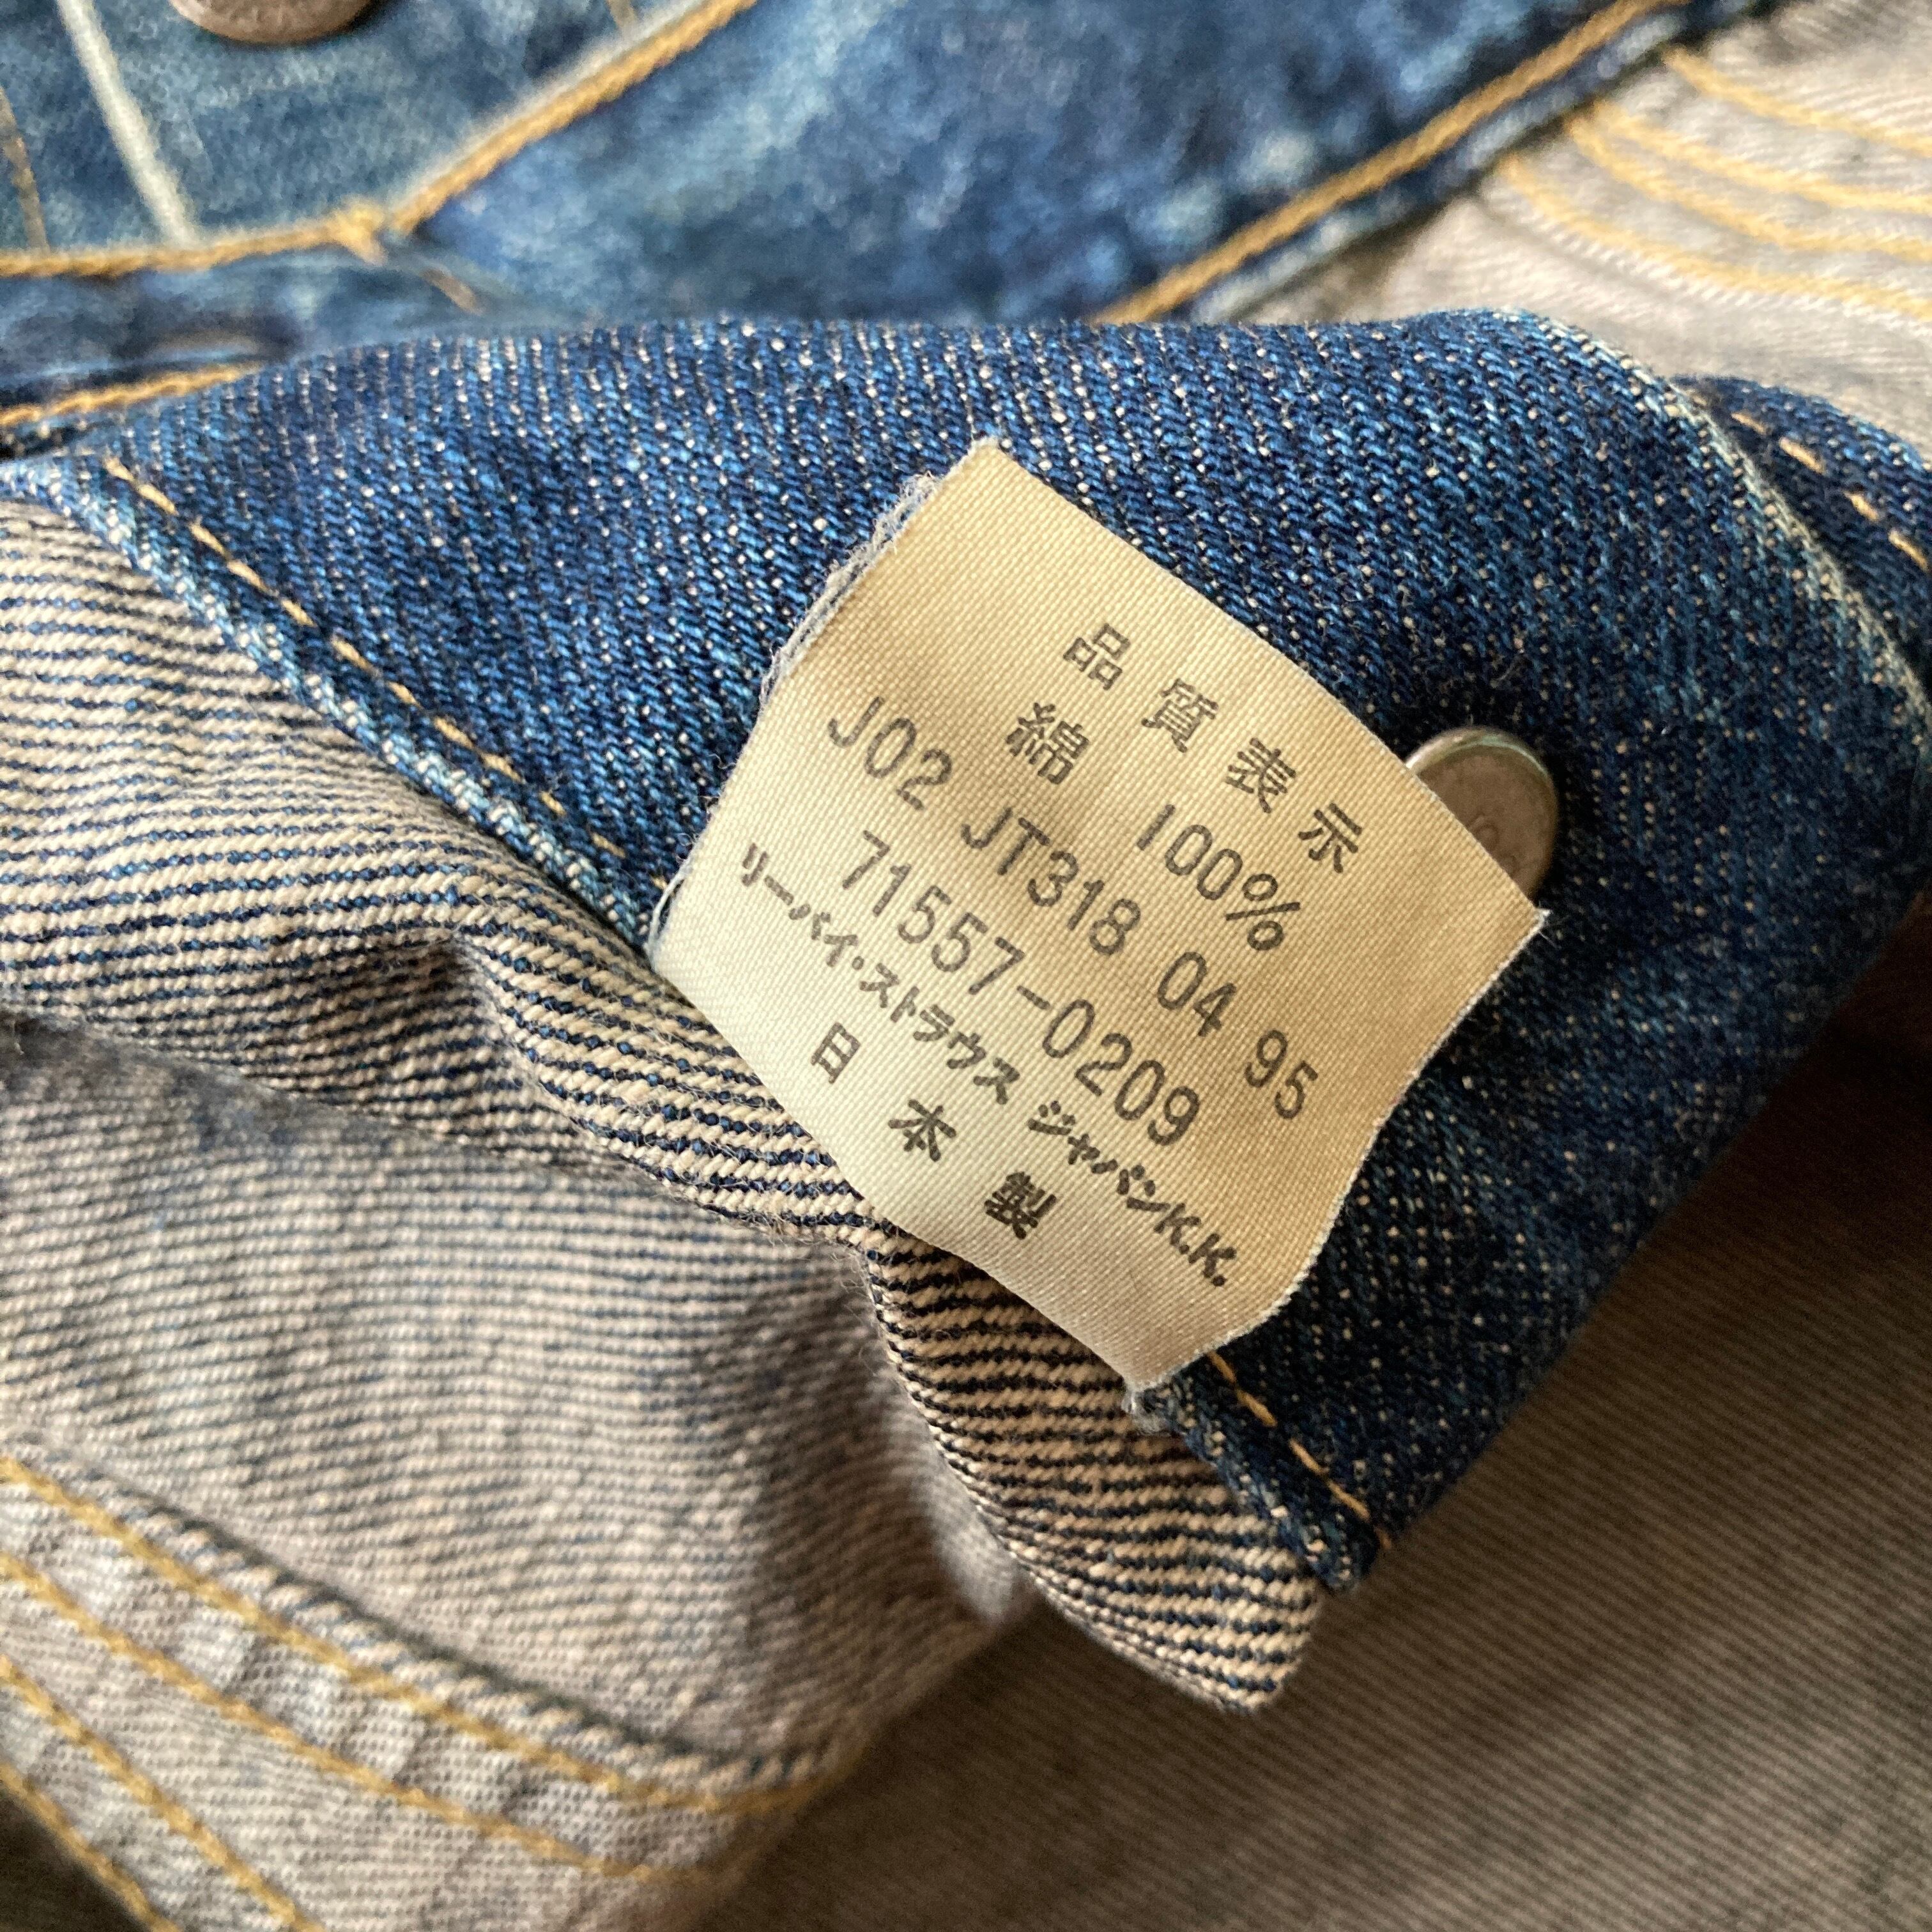 品質表示
綿 100%
J02 JT318 04 95
71557-0209
リーバイ・ストラウス ジャパンK.K.
日本製